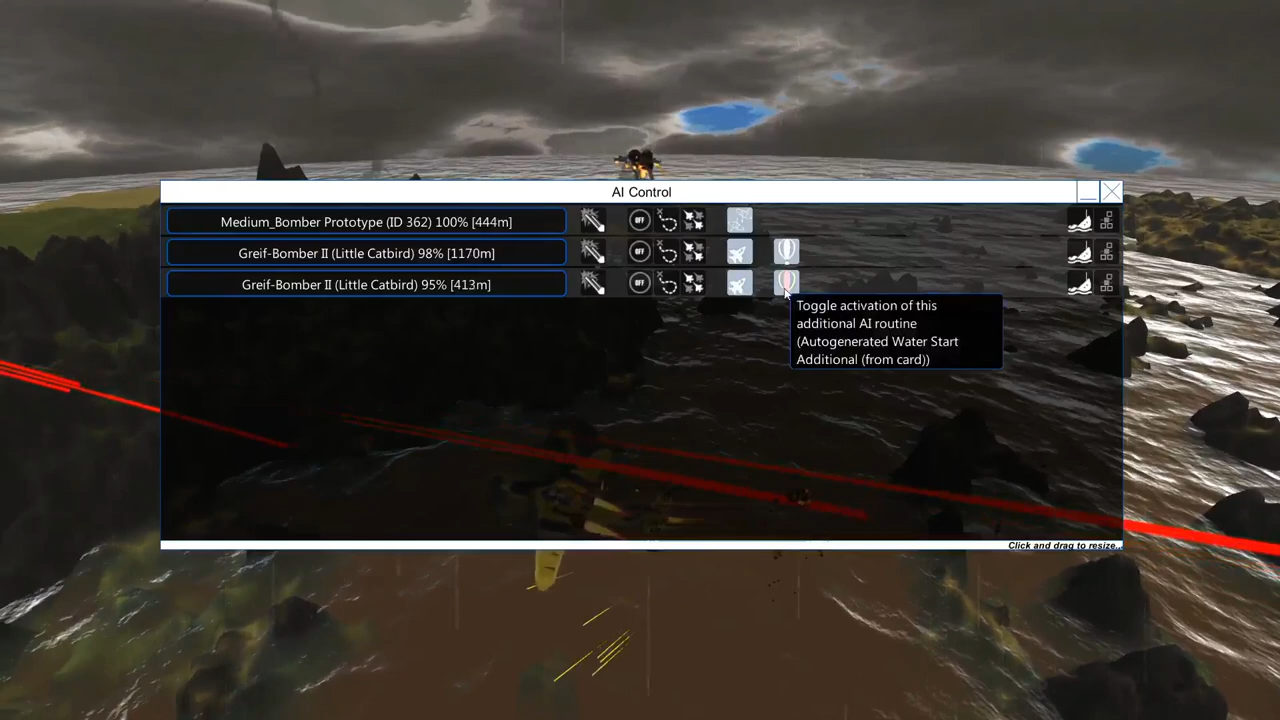 AI Control
Medium_Bomber Prototype (ID 362) 100% [444m]
OFF
Greif-Bomber II (Little Catbird) 98% [1170m]
OFF
Greif-Bomber II (Little Catbird) 95% [413m]
OFF
Toggle activation of this
additional AI routine
(Autogenerated Water Start
Additional (from card))
Click and drag to resize...